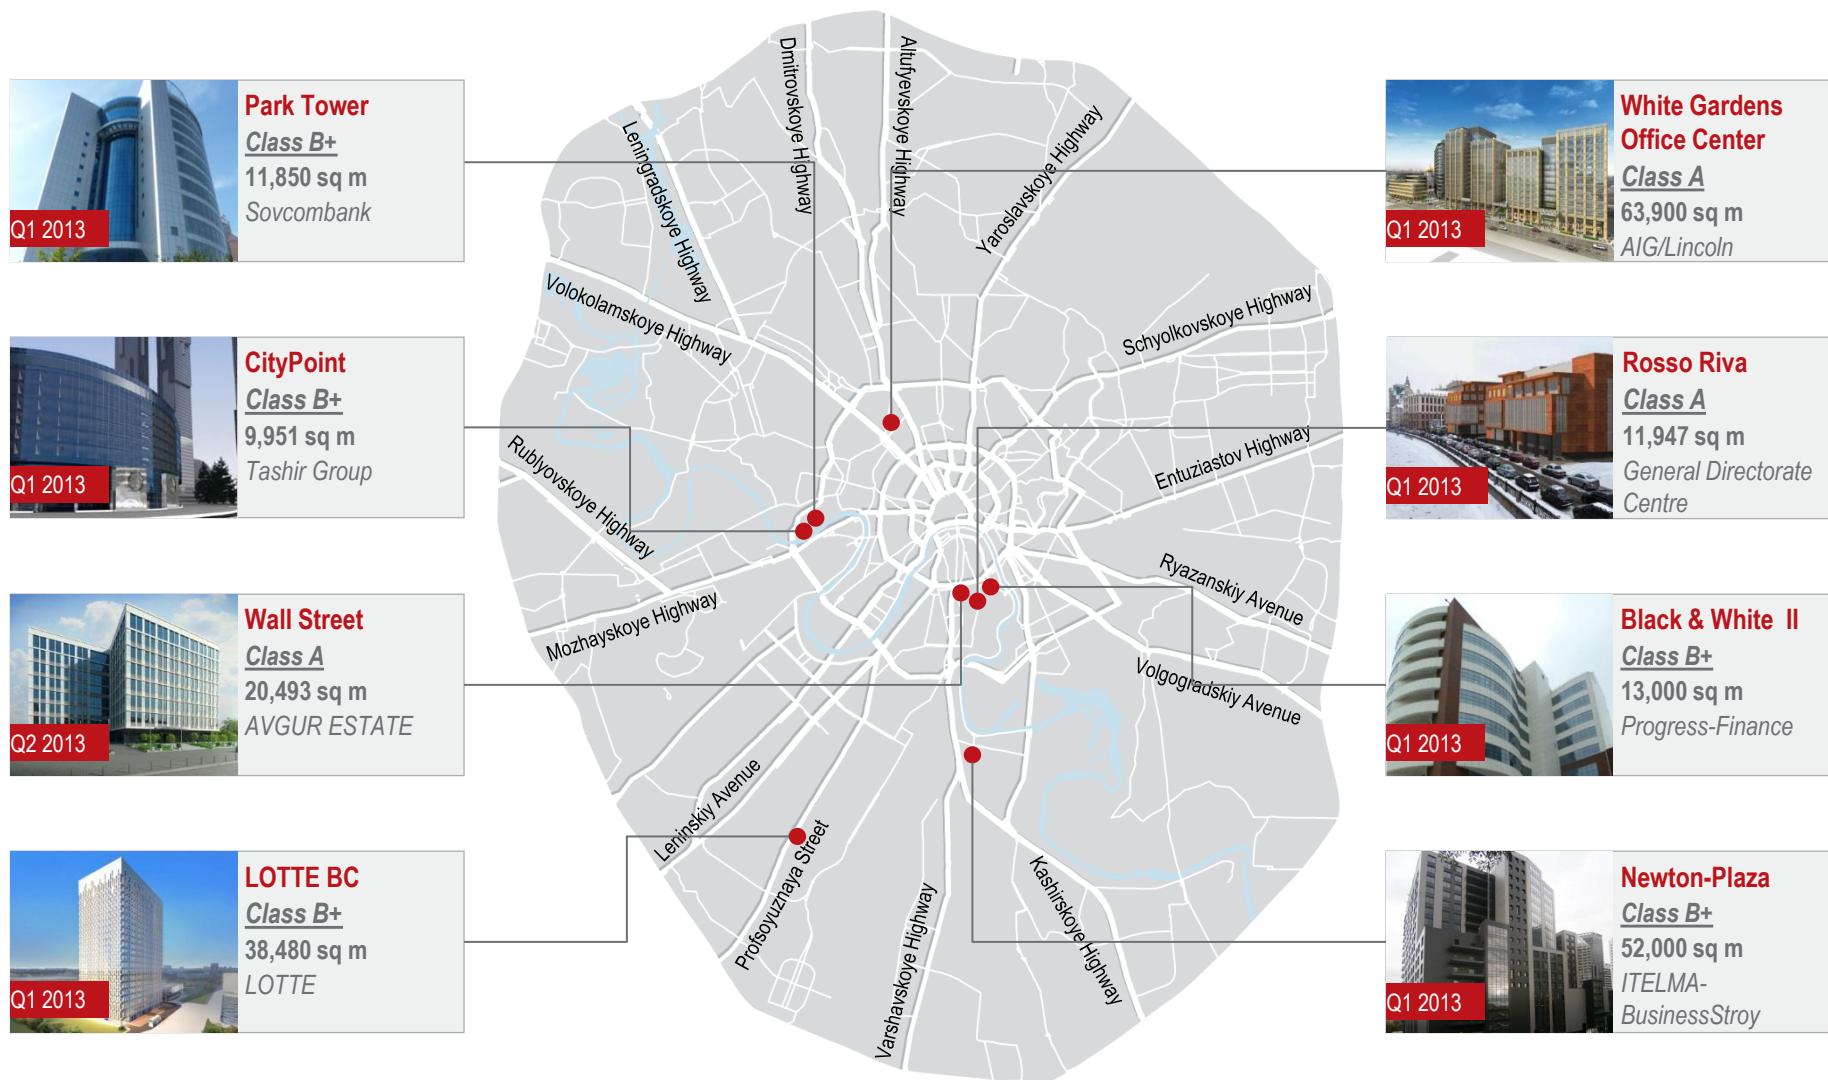 Park Tower
Class B+
11,850 sq m
Sovcombank
Q1 2013
CityPoint
Class B+
9,951 sq m
Tashir Group
Q1 2013
Wall Street
Class A
20,493 sq m
AVGUR ESTATE
Q2 2013
LOTTE BC
Class B+
38,480 sq m
LOTTE
Q1 2013
Dmitrovskoye Highway
Altufyevskoye Highway
Leningradskoye Highway
Yaroslavskoye Highway
Volokolamskoye Highway
Schyolkovskoye Highway
Rublyovskoye Highway
Entuziastov Highway
Mozhayskoye Highway
Ryazanskiy Avenue
Volgogradskiy Avenue
Leninskiy Avenue
Profsoyuznaya Street
Varshavskoye Highway
Kashirskoye Highway
White Gardens
Office Center
Class A
63,900 sq m
AIG/Lincoln
Q1 2013
Rosso Riva
Class A
11,947 sq m
General Directorate
Centre
Q1 2013
Black & White II
Class B+
13,000 sq m
Progress-Finance
Q1 2013
Newton-Plaza
Class B+
52,000 sq m
ITELMA-
BusinessStroy
Q1 2013